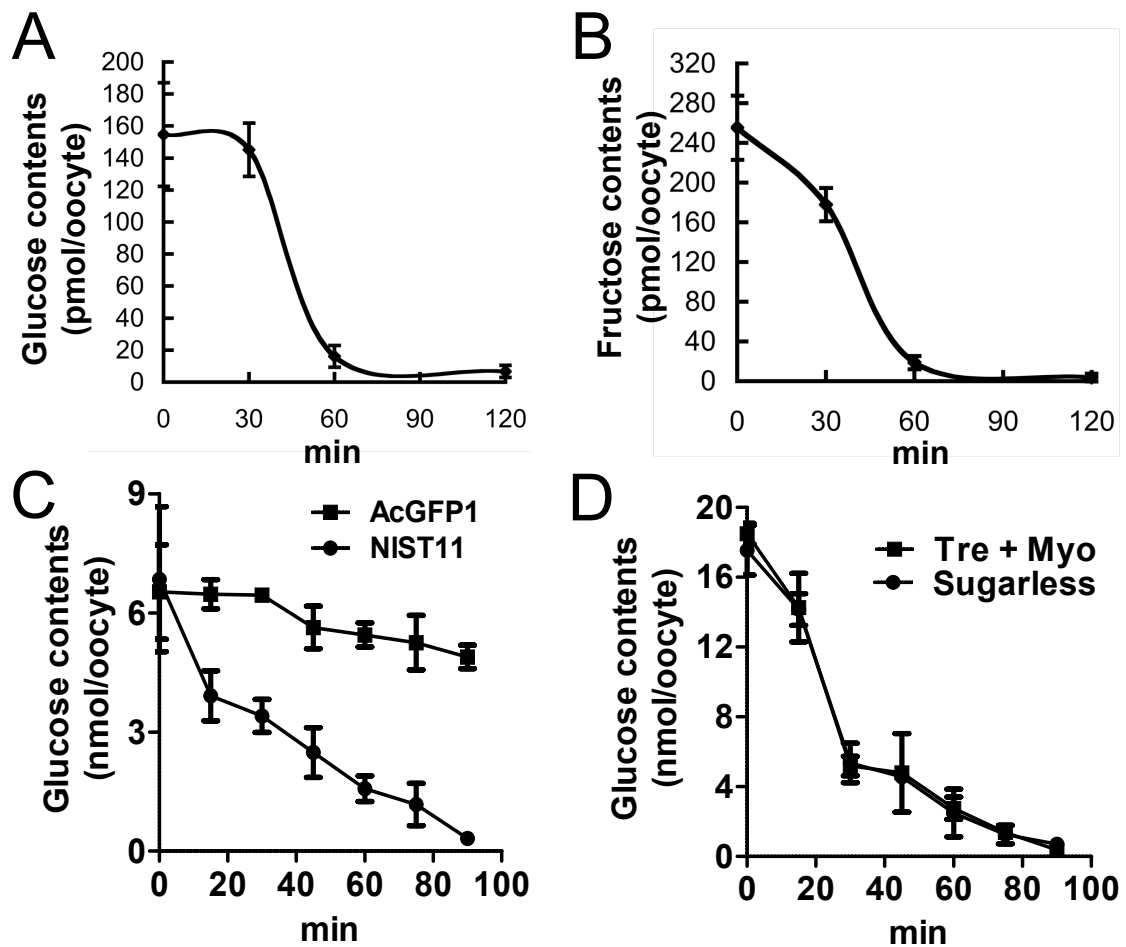 A
Glucose contents
(pmol/oocyte)
200
180
160
140
120
100
80
60
40
20
0
0 30 60 90 120
min
B
Fructose contents
(pmol/oocyte)
320
280
240
200
160
120
80
40
0
0 30 60 90 120
min
C
Glucose contents
(nmol/oocyte)
9
6
3
0
AcGFP1
NIST11
0 20 40 60 80 100
min
D
Glucose contents
(nmol/oocyte)
20
16
12
8
4
0
Tre + Myo
Sugarless
0 20 40 60 80 100
min